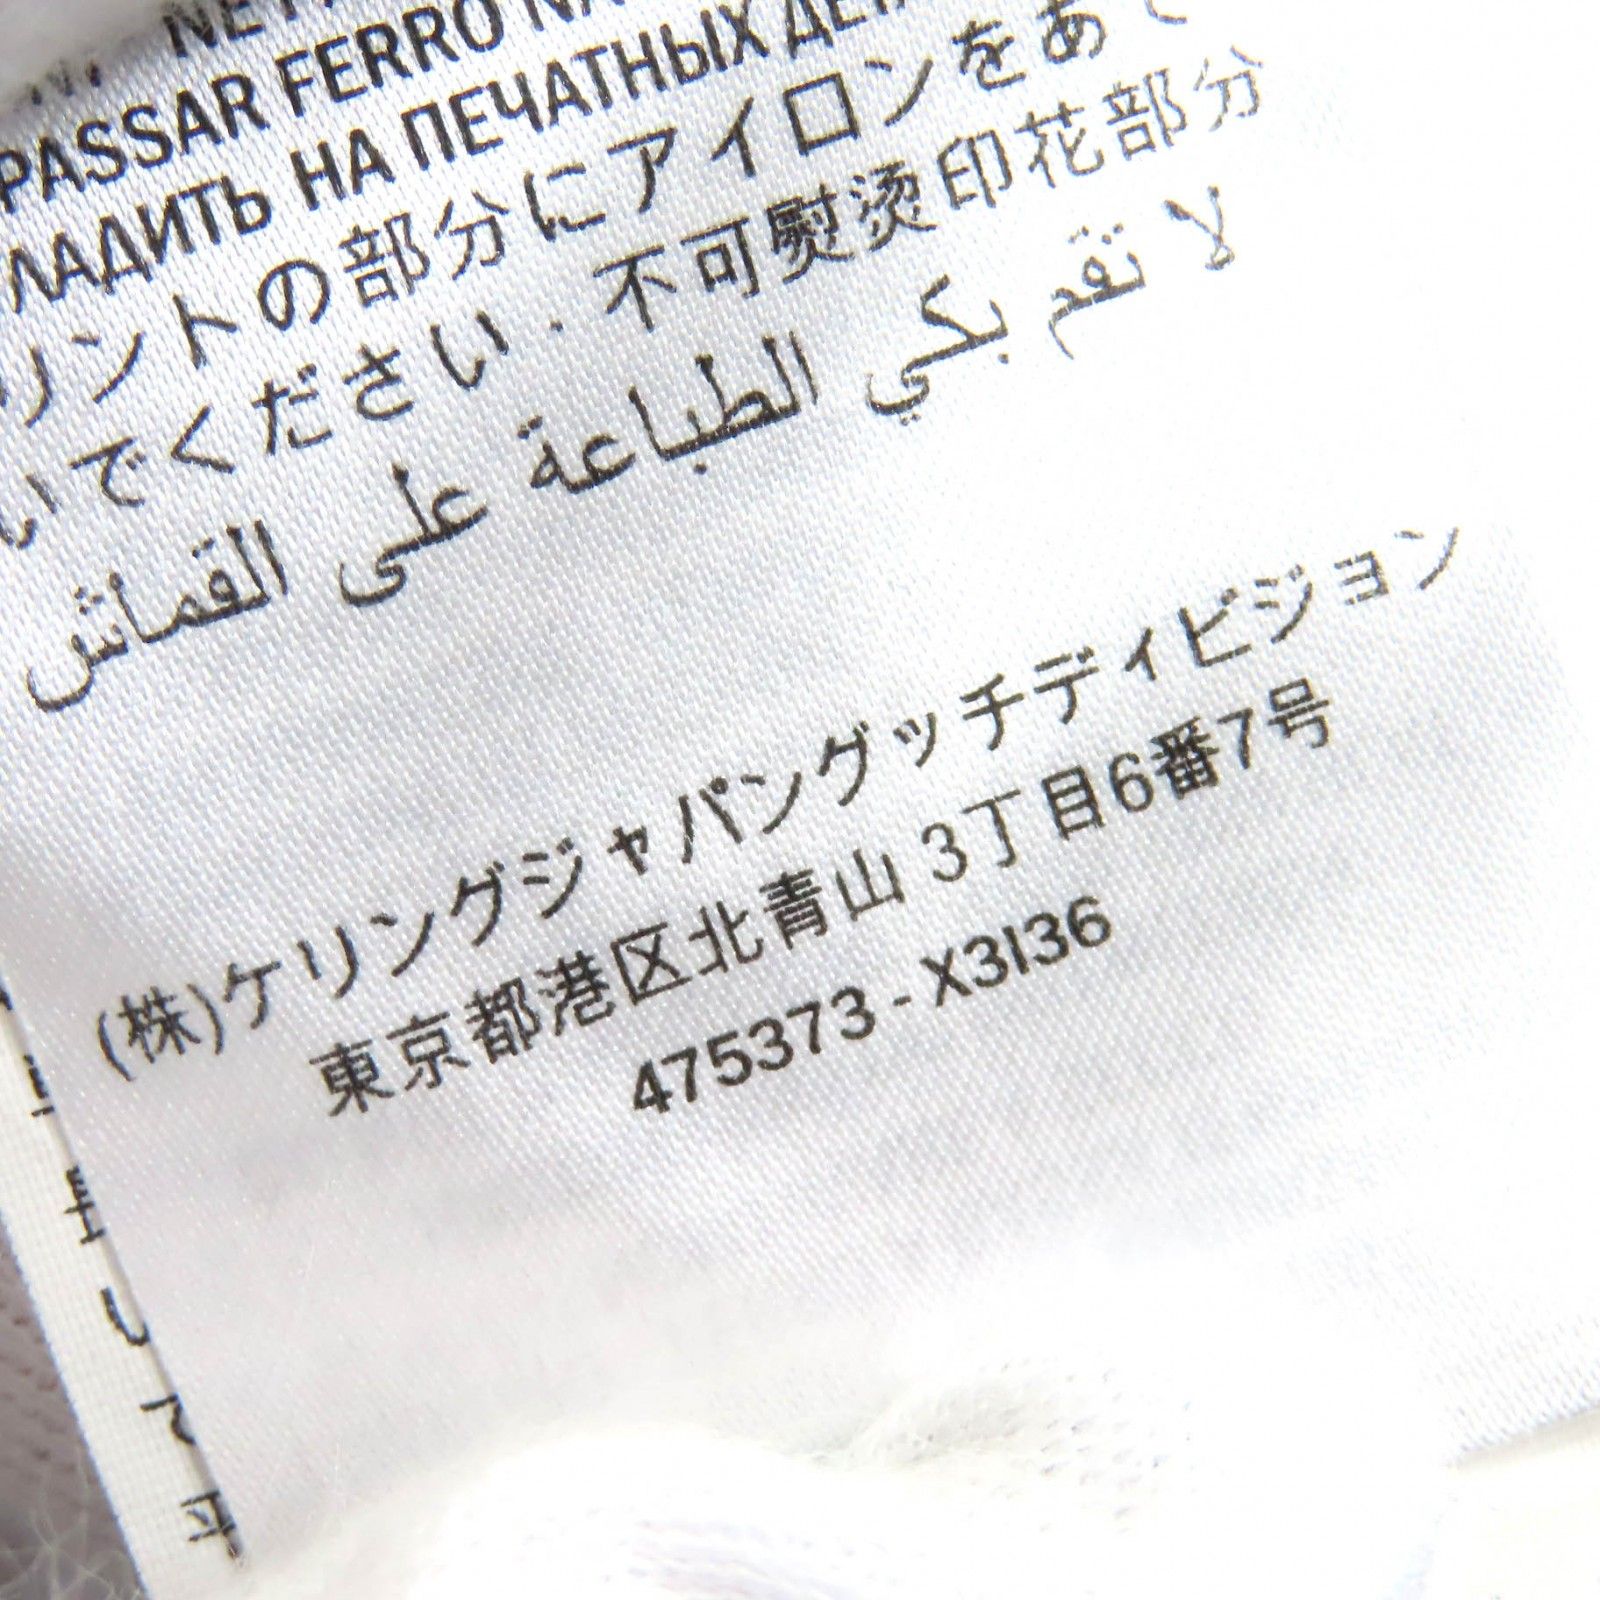 PASSAR FERRO
ЛАДИТЬ НА ПЕЧАТНЫХ
リントの部分にアイロンをあ
いでください . 不可熨烫印花部分
لا تقم بكي الطباعة على القماش
(株)ケリングジャパングッチディビジョン
東京都港区北青山 3丁目6番7号
475373 - X3I36